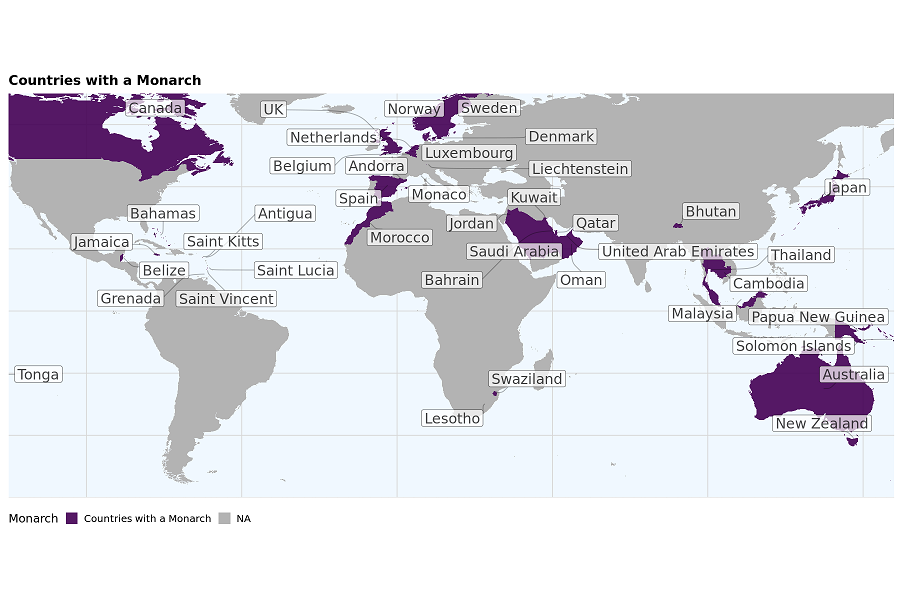 Countries with a Monarch
Canada
UK
Norway
Sweden
Netherlands
Denmark
Luxembourg
Belgium
Andorra
Liechtenstein
Spain
Monaco
Kuwait
Japan
Bahamas
Antigua
Bhutan
Jordan
Qatar
Jamaica
Saint Kitts
Morocco
Saudi Arabia
United Arab Emirates
Thailand
Belize
Saint Lucia
Bahrain
Oman
Cambodia
Grenada
Saint Vincent
Malaysia
Papua New Guinea
Solomon Islands
Tonga
Swaziland
Australia
Lesotho
New Zealand
Monarch Countries with a Monarch NA